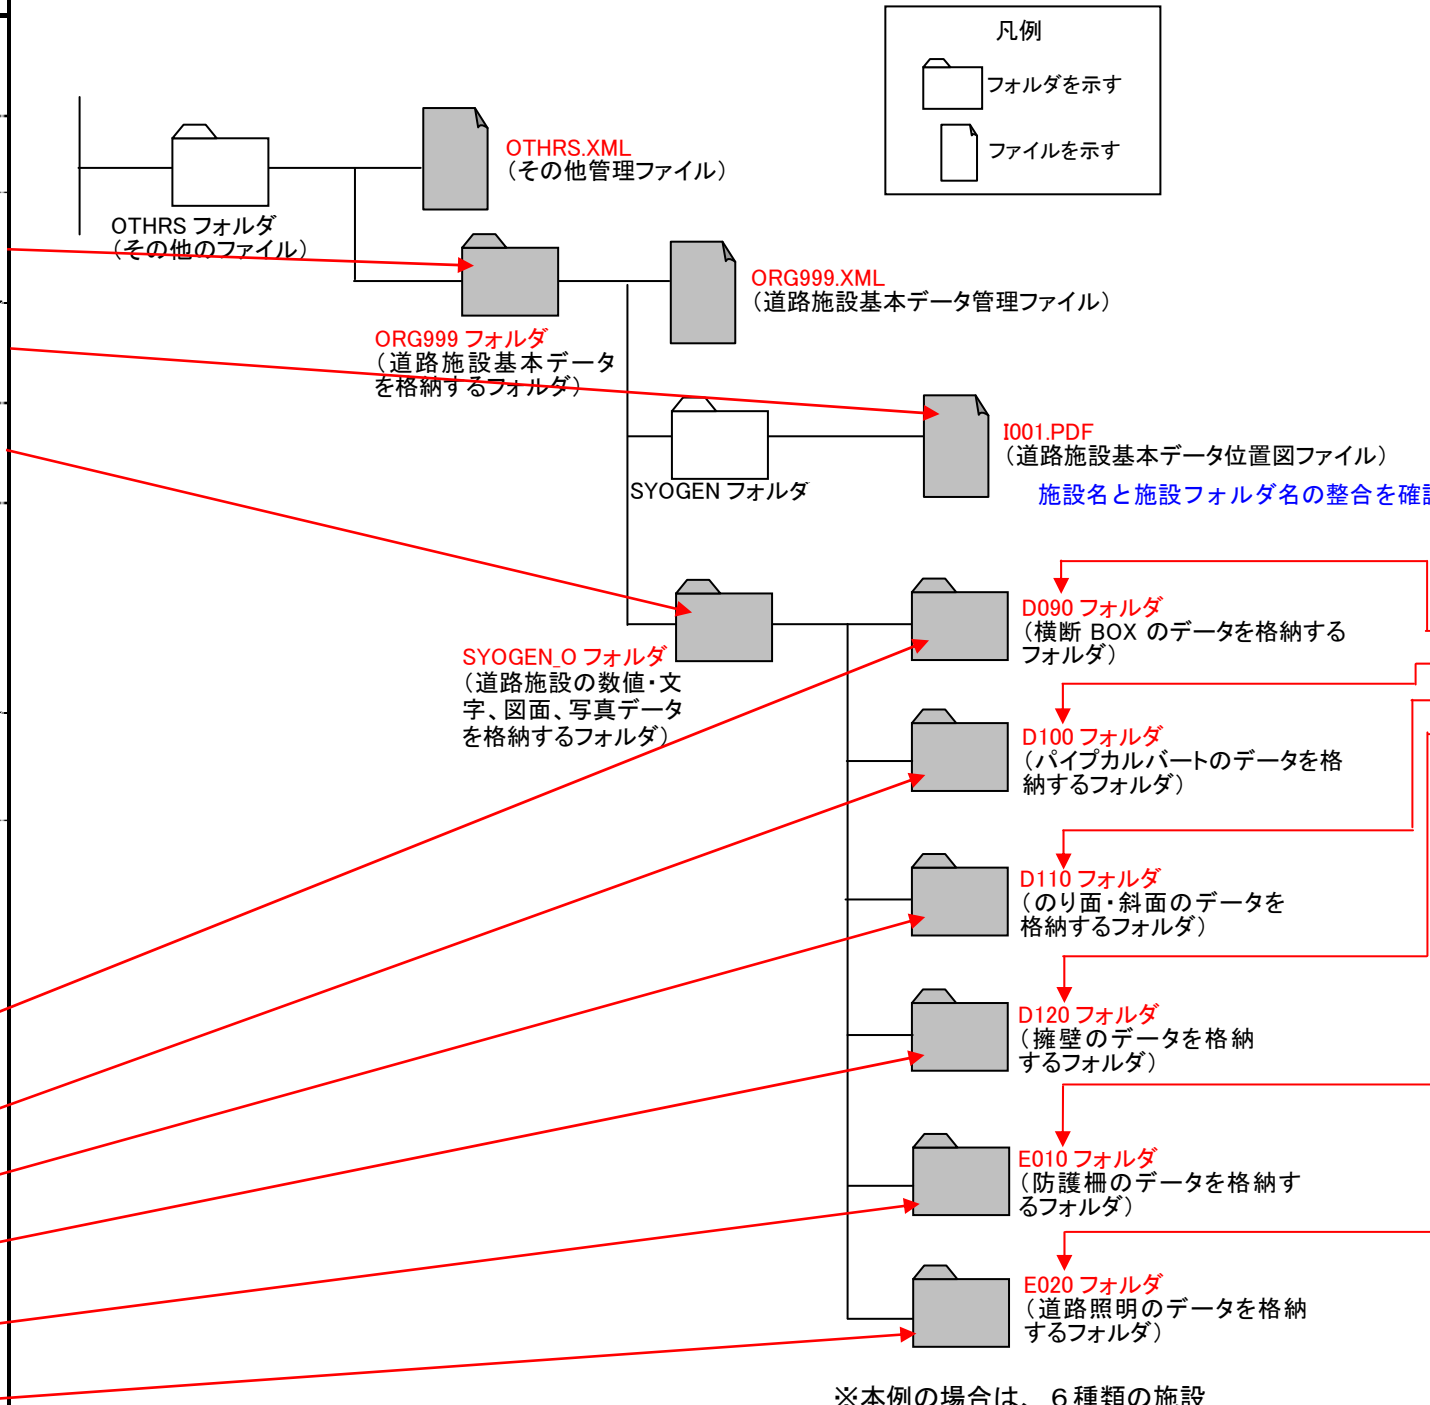 凡例
フォルダを示す
ファイルを示す
OTHRS.XML
（その他管理ファイル）
OTHRS フォルダ
（その他のファイル）
ORG999.XML
（道路施設基本データ管理ファイル）
ORG999 フォルダ
（道路施設基本データ
を格納するフォルダ）
I001.PDF
（道路施設基本データ位置図ファイル）
SYOGEN フォルダ
施設名と施設フォルダ名の整合を確
D090 フォルダ
（横断 BOX のデータを格納する
フォルダ）
SYOGEN_O フォルダ
（道路施設の数値・文
字、図面、写真データ
を格納するフォルダ）
D100 フォルダ
（パイプカルバートのデータを格
納するフォルダ）
D110 フォルダ
（のり面・斜面のデータを
格納するフォルダ）
D120 フォルダ
（擁壁のデータを格納
するフォルダ）
E010 フォルダ
（防護柵のデータを格納す
るフォルダ）
E020 フォルダ
（道路照明のデータを格納
するフォルダ）
※本例の場合は、６種類の施設